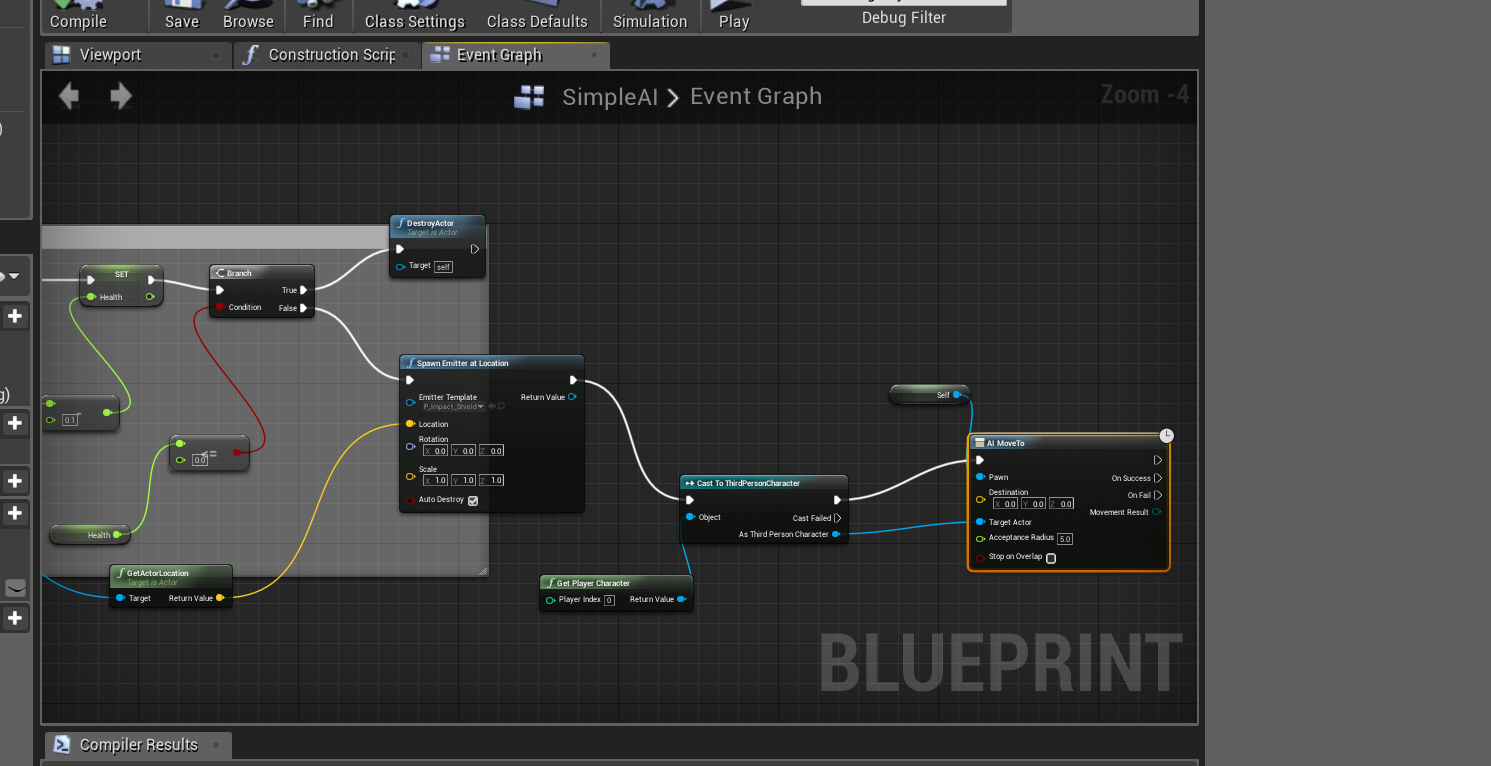 Compile
Save
Browse
Find
Class Settings
Class Defaults
Simulation
Play
Debug Filter
Viewport
Construction Scrip
Event Graph
SimpleAI > Event Graph
Zoom -4
DestroyActor
Target is Actor
Target self
SET
Health
Branch
True
Condition False
Spawn Emitter at Location
Emitter Template Return Value
P_Impact_Shield
Location
Rotation
X 0.0 Y 0.0 Z 0.0
Scale
X 1.0 Y 1.0 Z 1.0
Auto Destroy
g)
0.1
0.0 <=
Health
GetActorLocation
Target is Actor
Target Return Value
Cast To ThirdPersonCharacter
Object Cast Failed
As Third Person Character
Get Player Character
Player Index 0 Return Value
Self
AI MoveTo
Pawn On Success
Destination On Fail
X 0.0 Y 0.0 Z 0.0
Movement Result
Target Actor
Acceptance Radius 5.0
Stop on Overlap
BLUEPRINT
Compiler Results